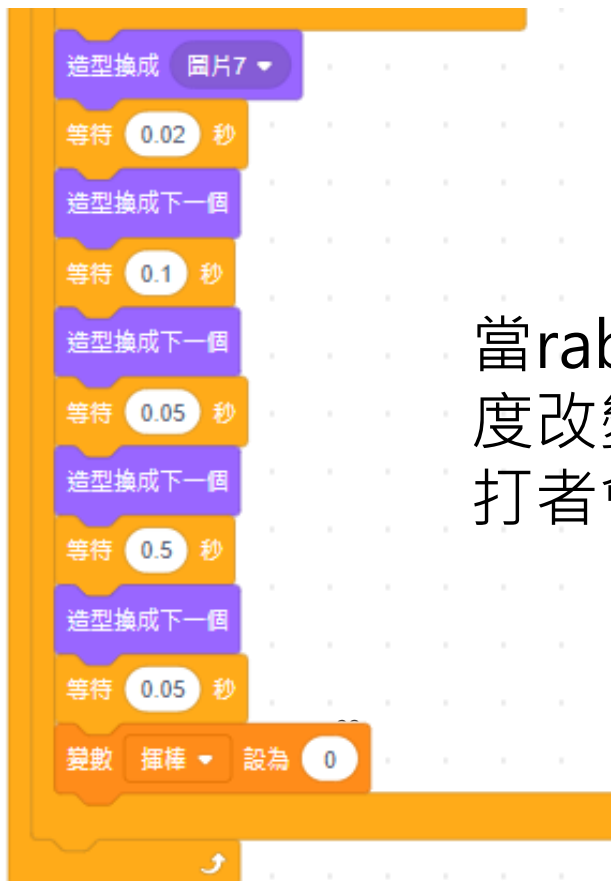 造型換成 圖片7
等待 0.02 秒
造型換成下一個
等待 0.1 秒
造型換成下一個
等待 0.05 秒
造型換成下一個
等待 0.5 秒
造型換成下一個
等待 0.05 秒
變數 揮棒 設為 0
當
度改
打者